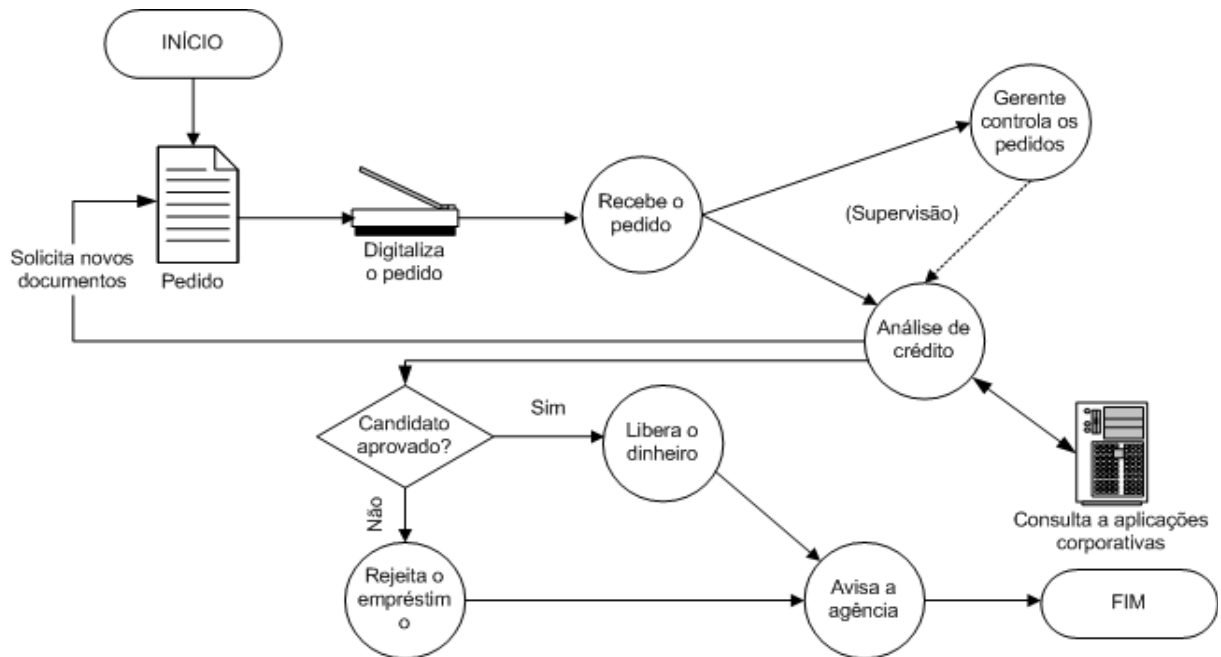 INÍCIO
Gerente
controla os
pedidos
Recebe o
pedido
(Supervisão)
Digitaliza
o pedido
Solicita novos
documentos
Pedido
Análise de
crédito
Candidato
aprovado?
Sim
Libera o
dinheiro
Não
Consulta a aplicações
corporativas
Rejeita o
empréstim
o
Avisa a
agência
FIM